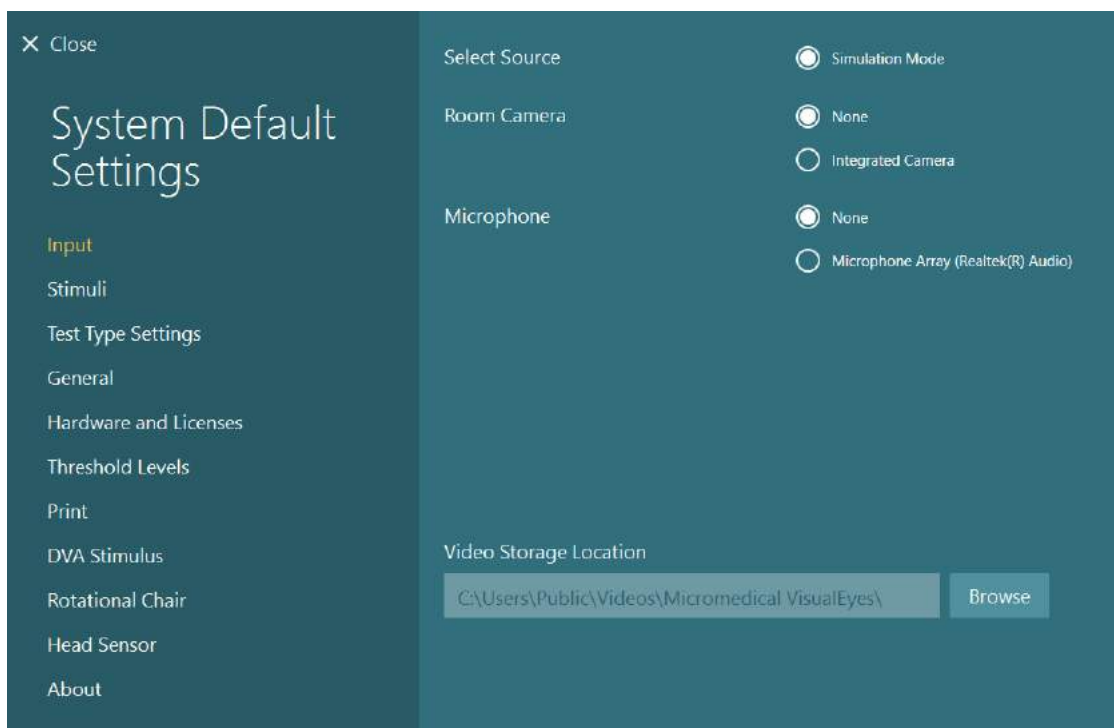 Close
System Default
Settings
Input
Stimuli
Test Type Settings
General
Hardware and Licenses
Threshold Levels
Print
DVA Stimulus
Rotational Chair
Head Sensor
About
Select Source
Simulation Mode
Room Camera
None
Integrated Camera
Microphone
None
Microphone Array (Realtek(R) Audio)
Video Storage Location
C:\Users\Public\Videos\Micromedical VisualEyes\
Browse